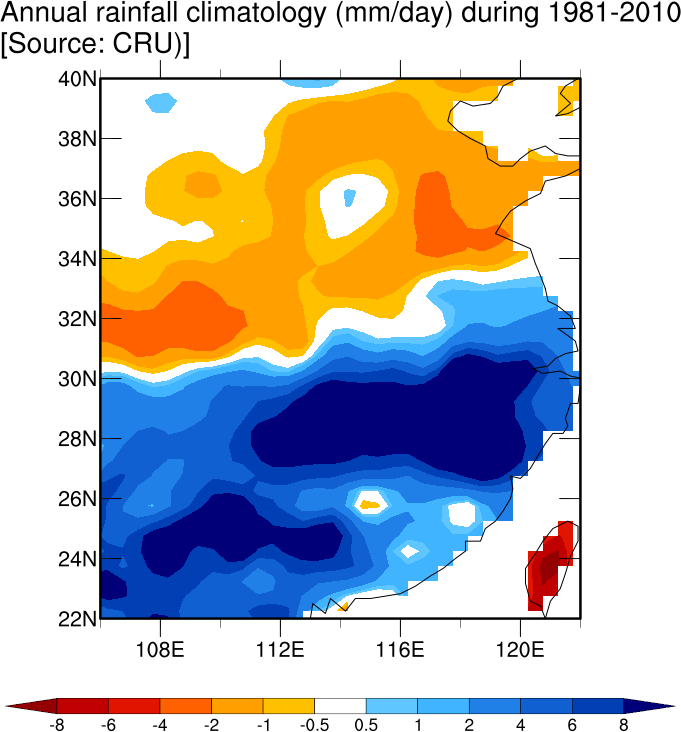 Annual rainfall climatology (mm/day) during 1981-2010
[Source: CRU)]
40N
38N
36N
34N
32N
30N
28N
26N
24N
22N
108E 112E 116E 120E
-8 -6 -4 -2 -1 -0.5 0.5 1 2 4 6 8